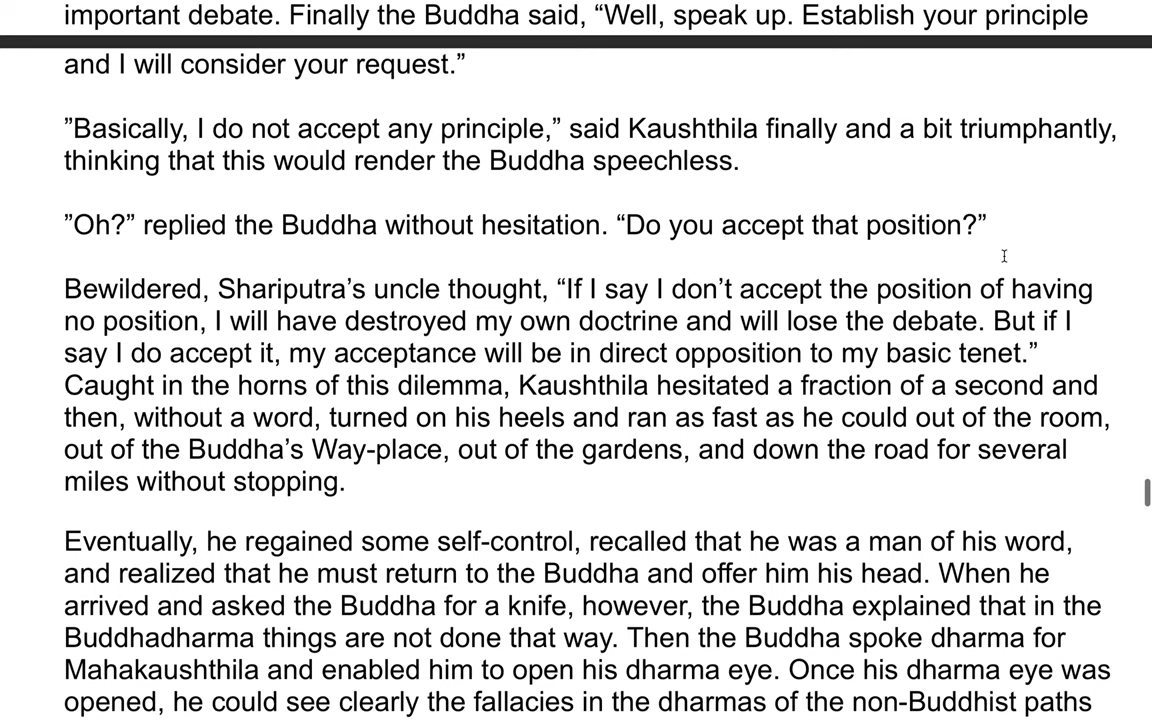 important debate. Finally the Buddha said, “Well, speak up. Establish your principle
and I will consider your request.”
”Basically, I do not accept any principle,” said Kaushthila finally and a bit triumphantly,
thinking that this would render the Buddha speechless.
”Oh?” replied the Buddha without hesitation. “Do you accept that position?”
Bewildered, Shariputra’s uncle thought, “If I say I don’t accept the position of having
no position, I will have destroyed my own doctrine and will lose the debate. But if I
say I do accept it, my acceptance will be in direct opposition to my basic tenet.”
Caught in the horns of this dilemma, Kaushthila hesitated a fraction of a second and
then, without a word, turned on his heels and ran as fast as he could out of the room,
out of the Buddha’s Way-place, out of the gardens, and down the road for several
miles without stopping.
Eventually, he regained some self-control, recalled that he was a man of his word,
and realized that he must return to the Buddha and offer him his head. When he
arrived and asked the Buddha for a knife, however, the Buddha explained that in the
Buddhadharma things are not done that way. Then the Buddha spoke dharma for
Mahakaushthila and enabled him to open his dharma eye. Once his dharma eye was
opened, he could see clearly the fallacies in the dharmas of the non-Buddhist paths